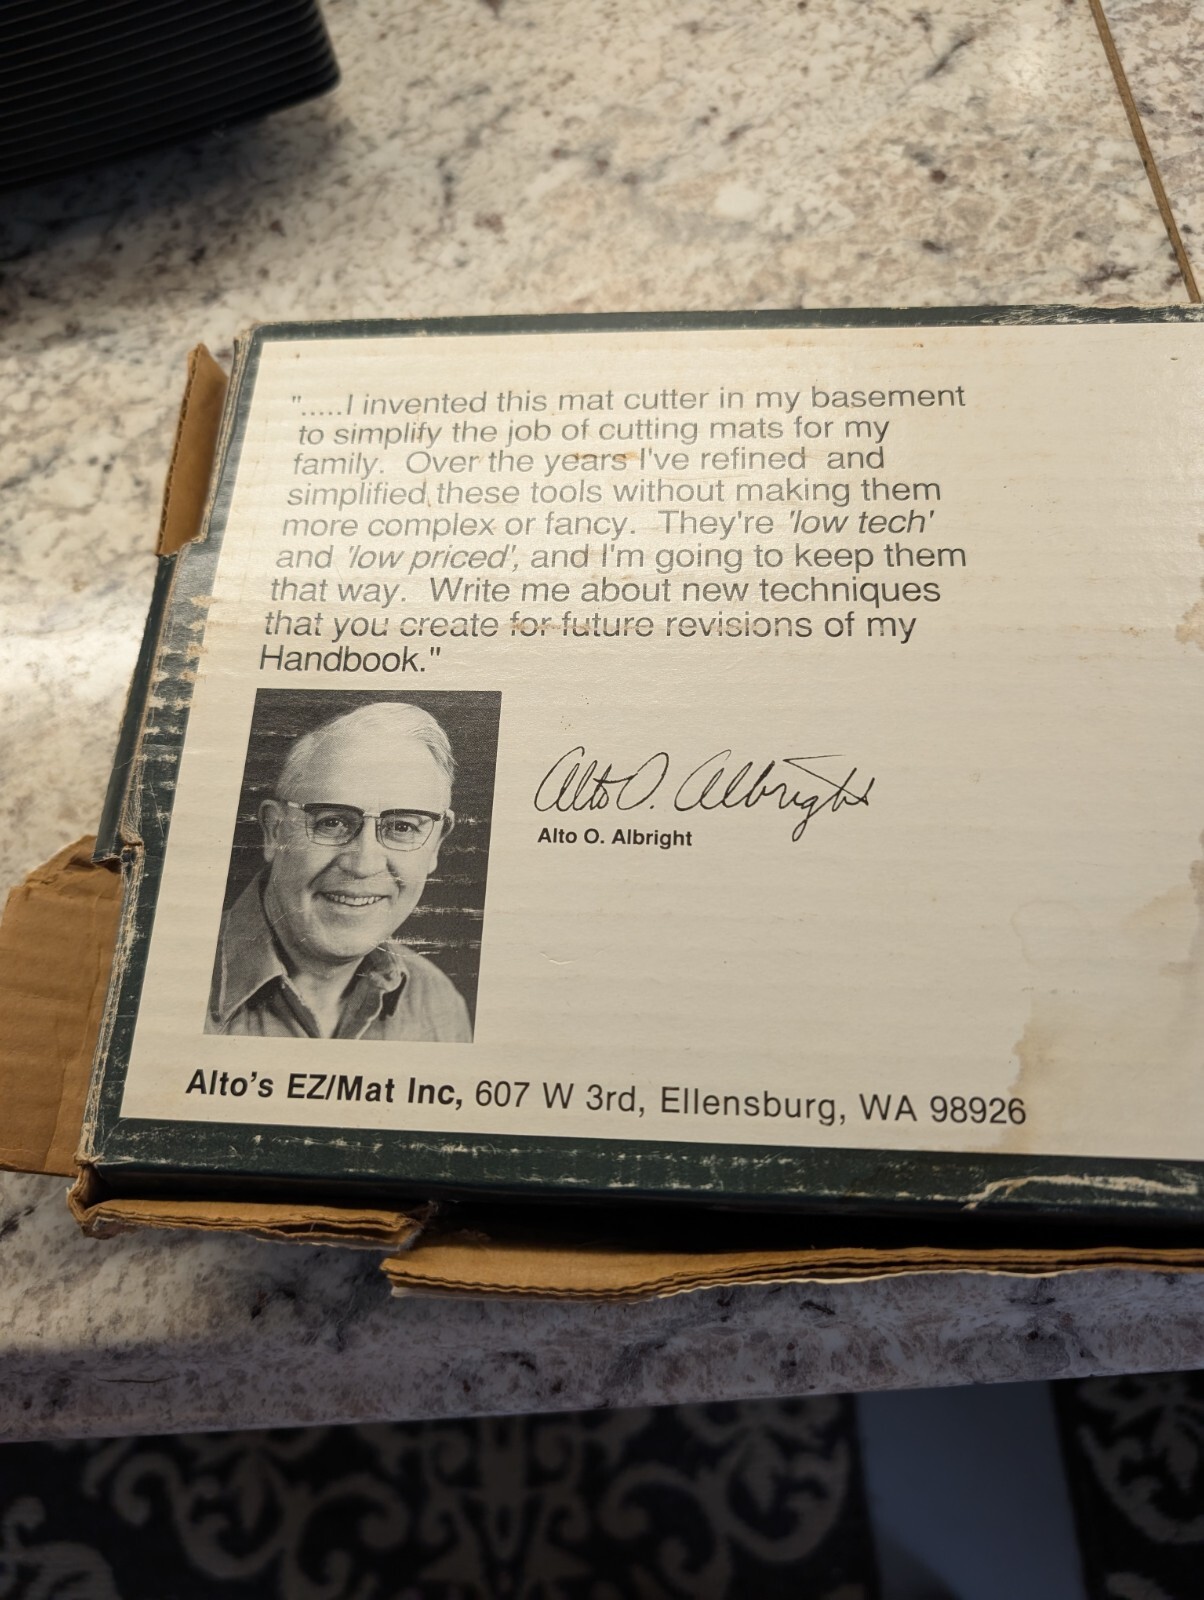 ".....I invented this mat cutter in my basement
to simplify the job of cutting mats for my
family. Over the years I've refined and
simplified these tools without making them
more complex or fancy. They're 'low tech'
and 'low priced', and I'm going to keep them
that way. Write me about new techniques
that you create for future revisions of my
Handbook."
Alto O. Albright
Alto O. Albright
Alto's EZ/Mat Inc, 607 W 3rd, Ellensburg, WA 98926